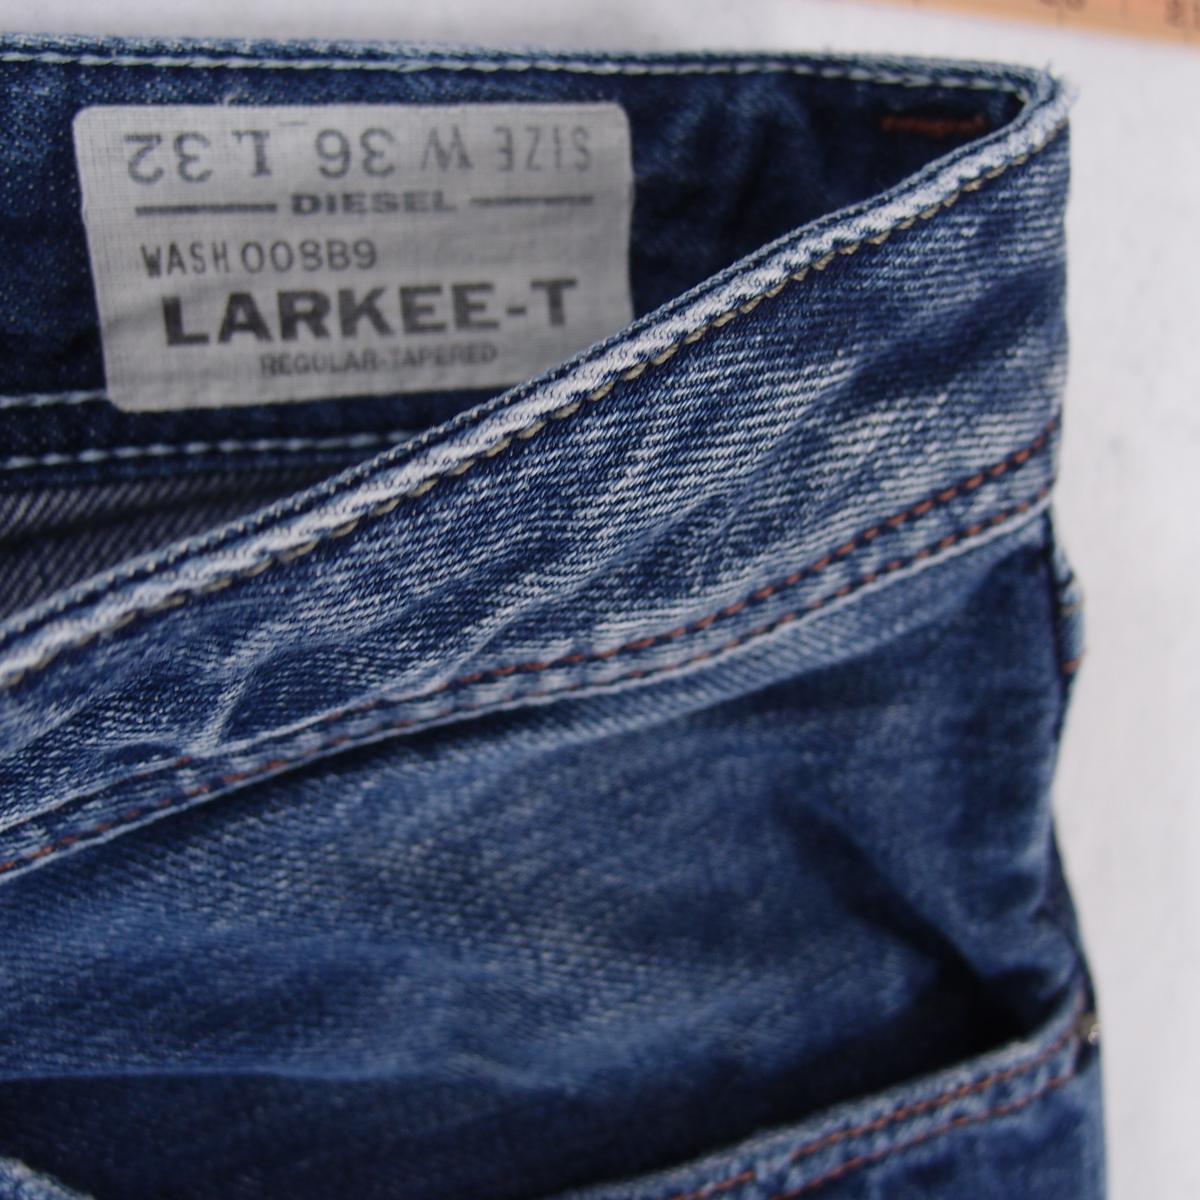 SIZE W 36 L 32
DIESEL
WASH 008B9
LARKEE-T
REGULAR-TAPERED